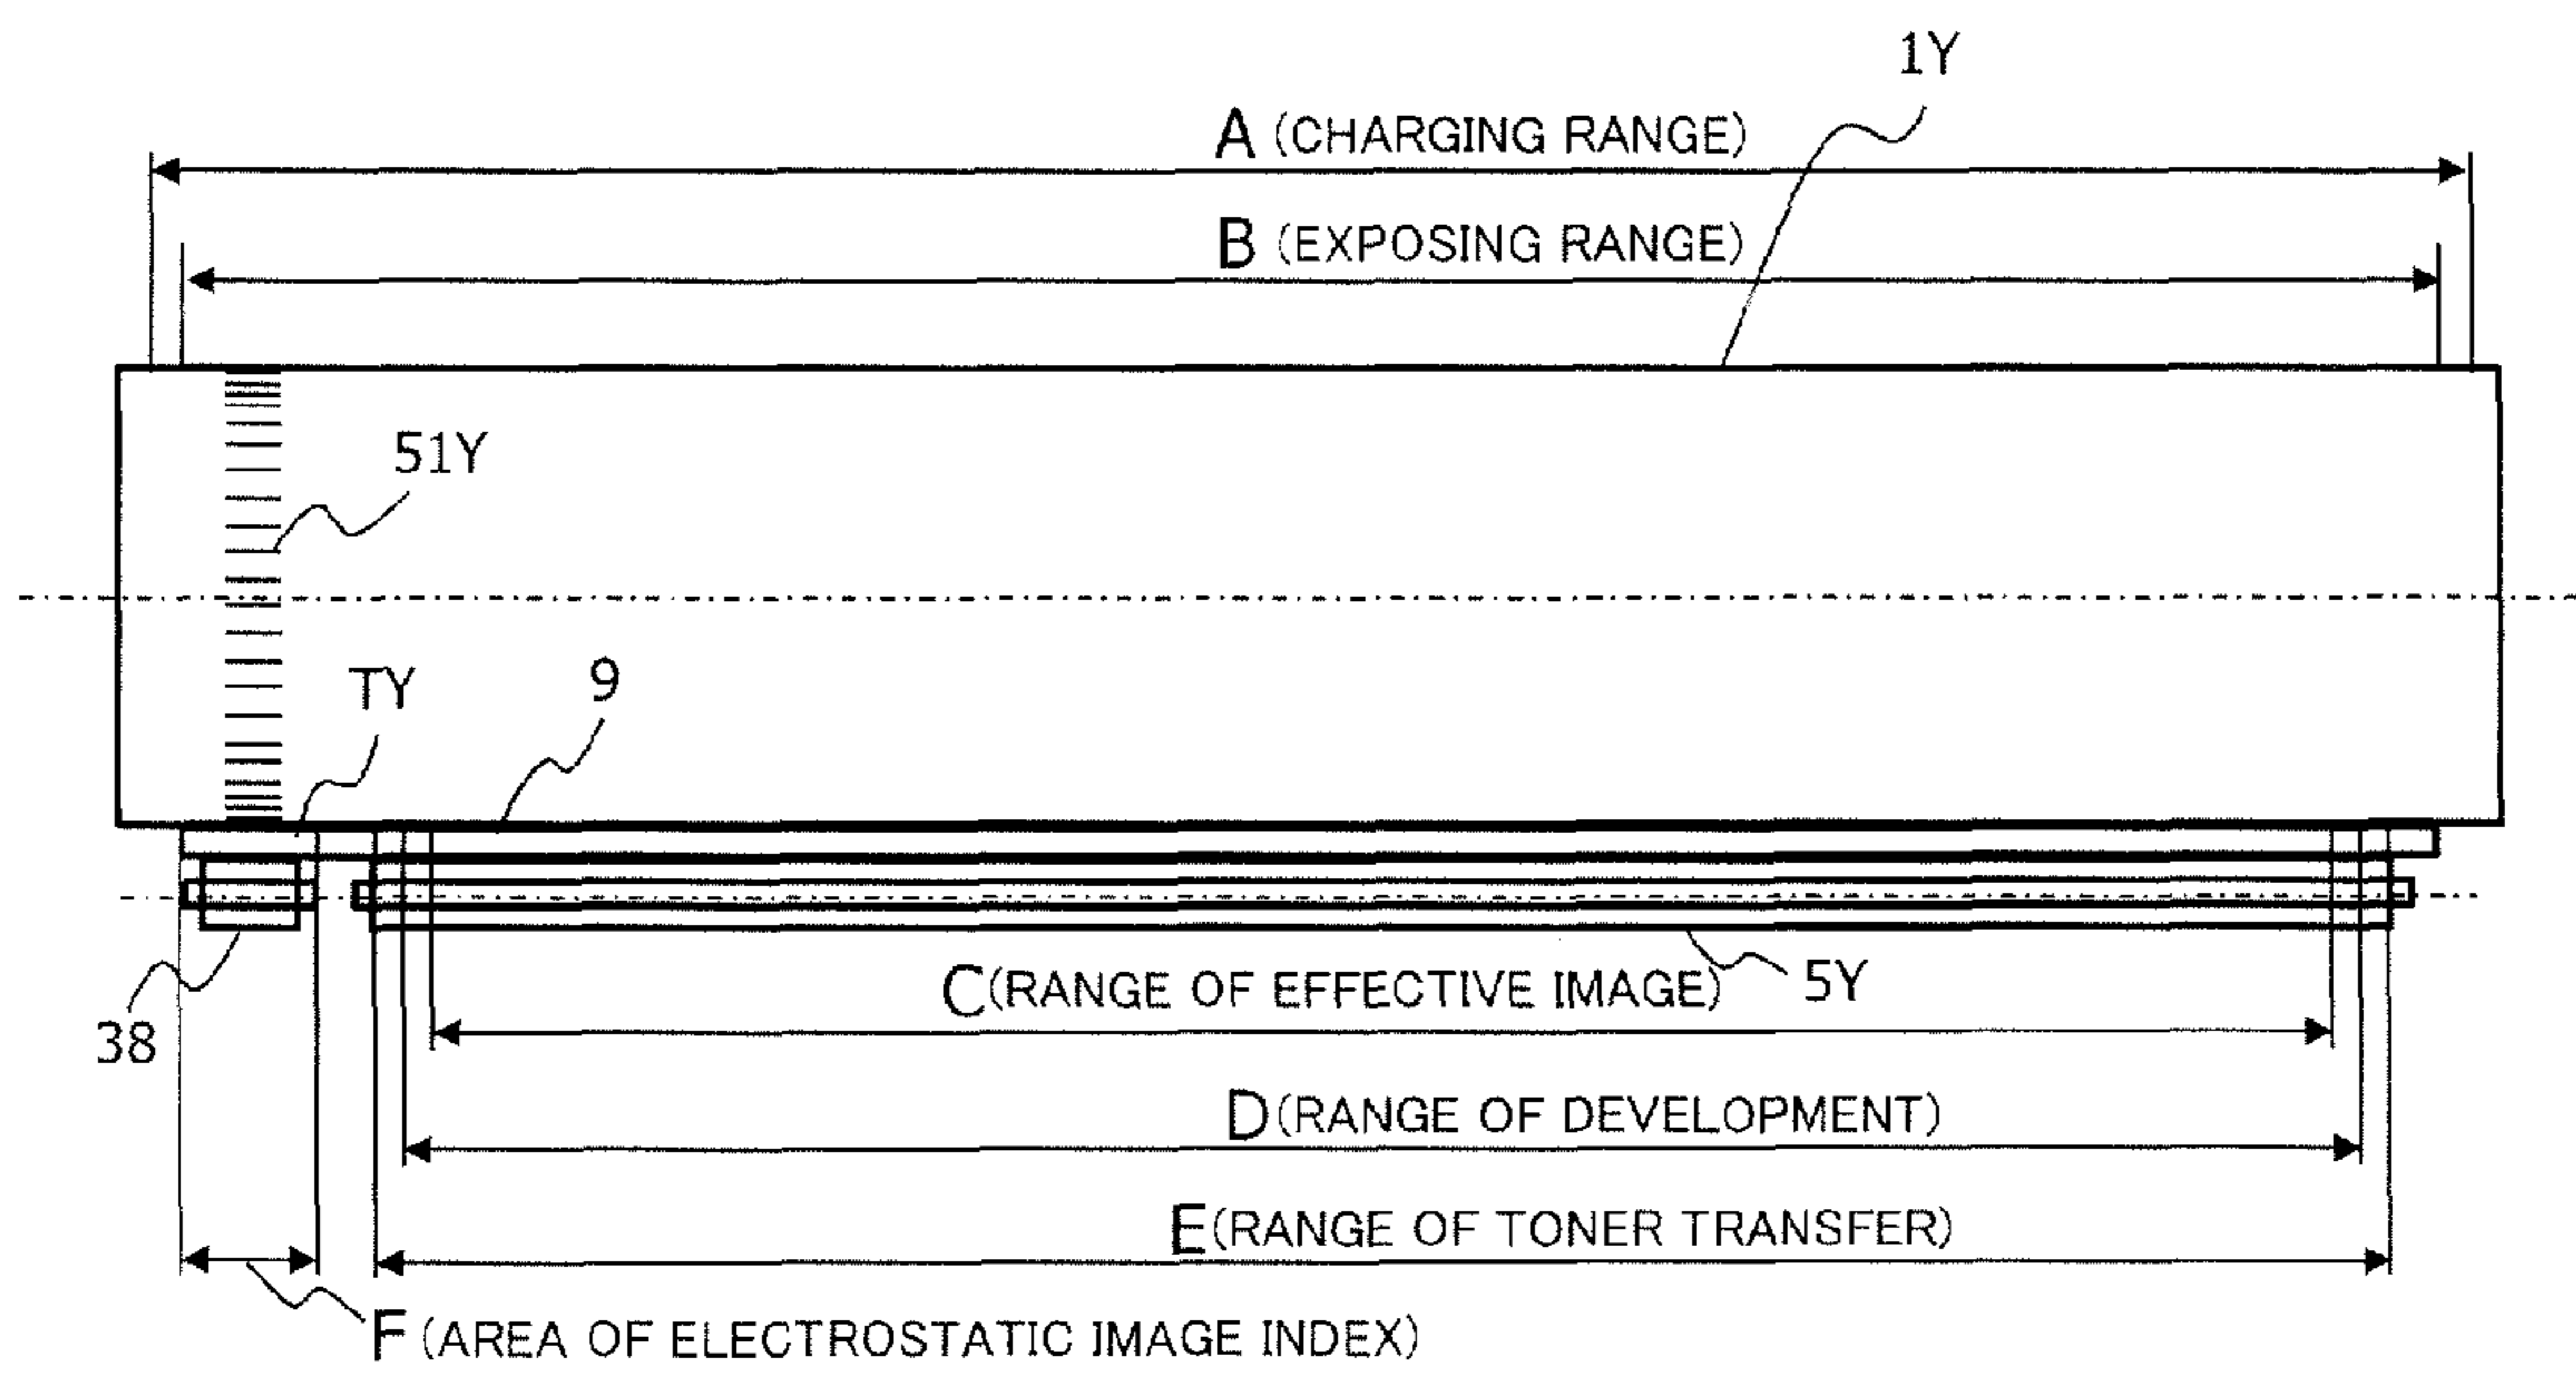 1Y
A (CHARGING RANGE)
B (EXPOSING RANGE)
51Y
TY
9
C(RANGE OF EFFECTIVE IMAGE)
5Y
38
D(RANGE OF DEVELOPMENT)
E(RANGE OF TONER TRANSFER)
F(AREA OF ELECTROSTATIC IMAGE INDEX)